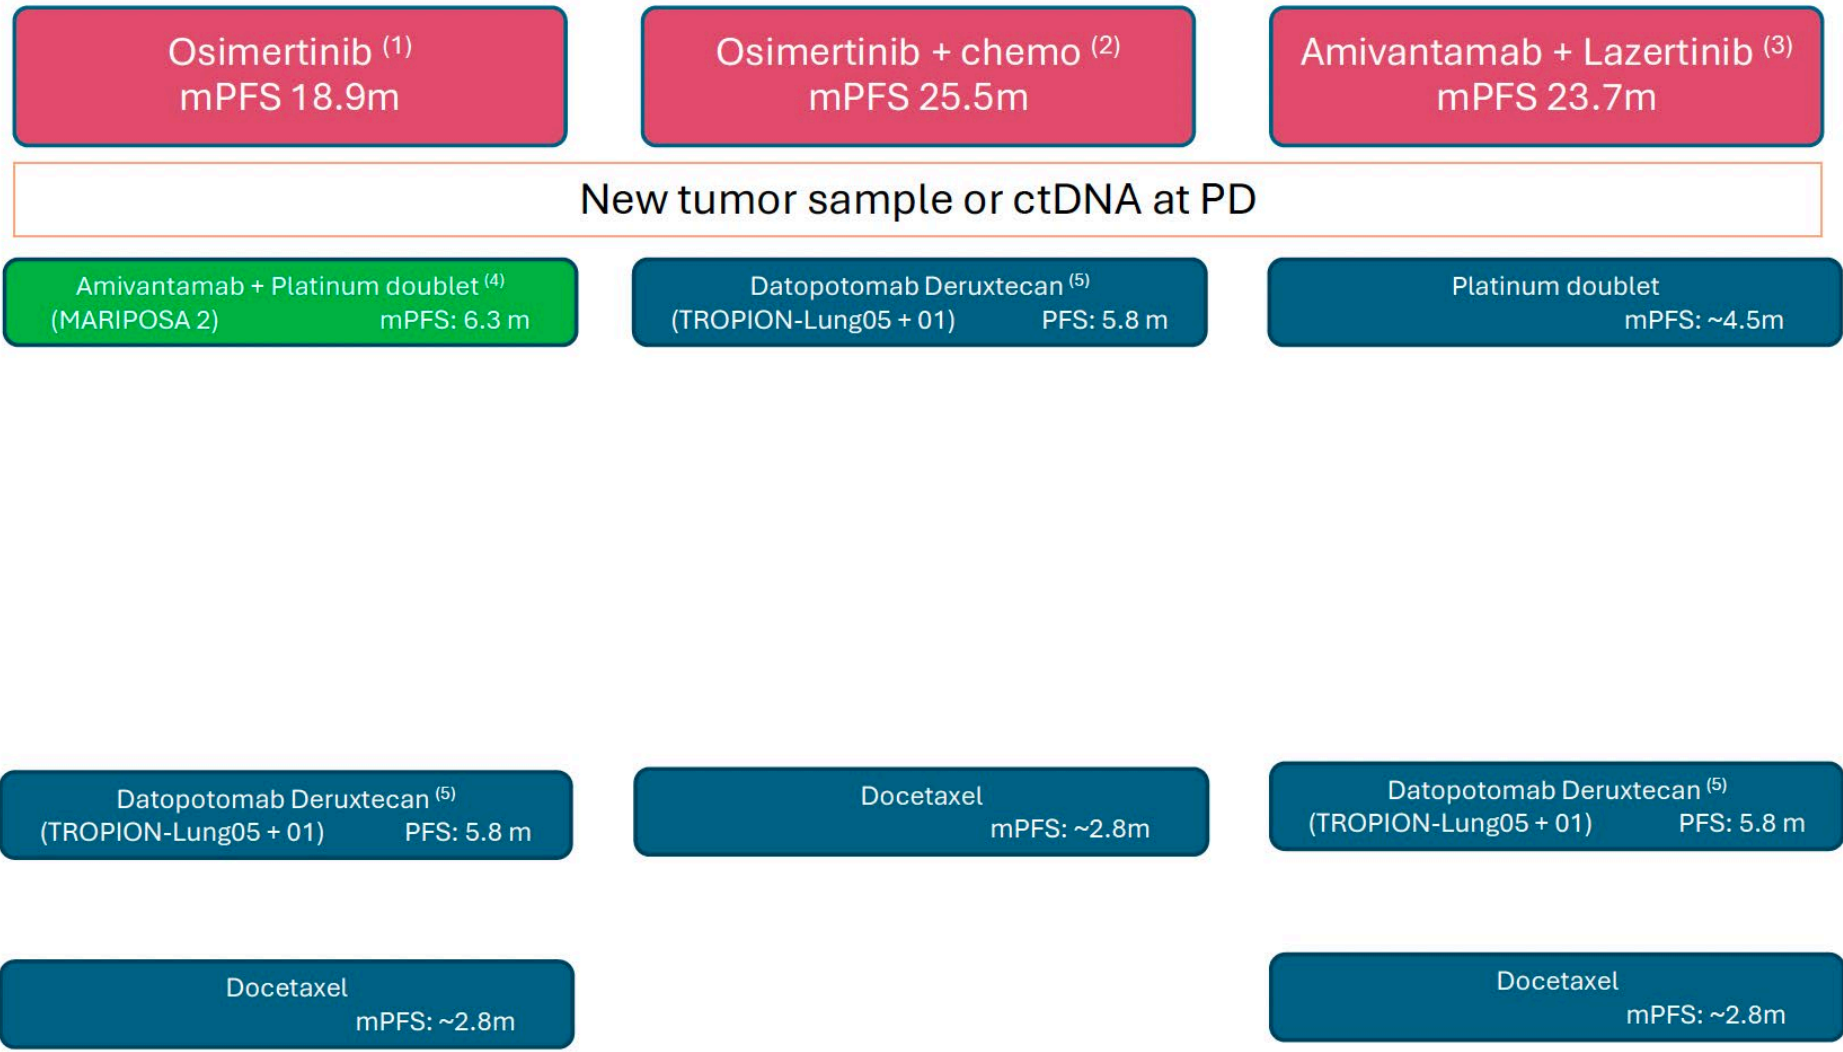 Osimertinib (1)
mPFS 18.9m
Osimertinib + chemo (2)
mPFS 25.5m
Amivantamab + Lazertinib (3)
mPFS 23.7m
New tumor sample or ctDNA at PD
Amivantamab + Platinum doublet (4)
(MARIPOSA 2) mPFS: 6.3 m
Datopotomab Deruxtecan (5)
(TROPION-Lung05 + 01) PFS: 5.8 m
Platinum doublet
mPFS: ~4.5m
Datopotomab Deruxtecan (5)
(TROPION-Lung05 + 01) PFS: 5.8 m
Docetaxel
mPFS: ~2.8m
Datopotomab Deruxtecan (5)
(TROPION-Lung05 + 01) PFS: 5.8 m
Docetaxel
mPFS: ~2.8m
Docetaxel
mPFS: ~2.8m